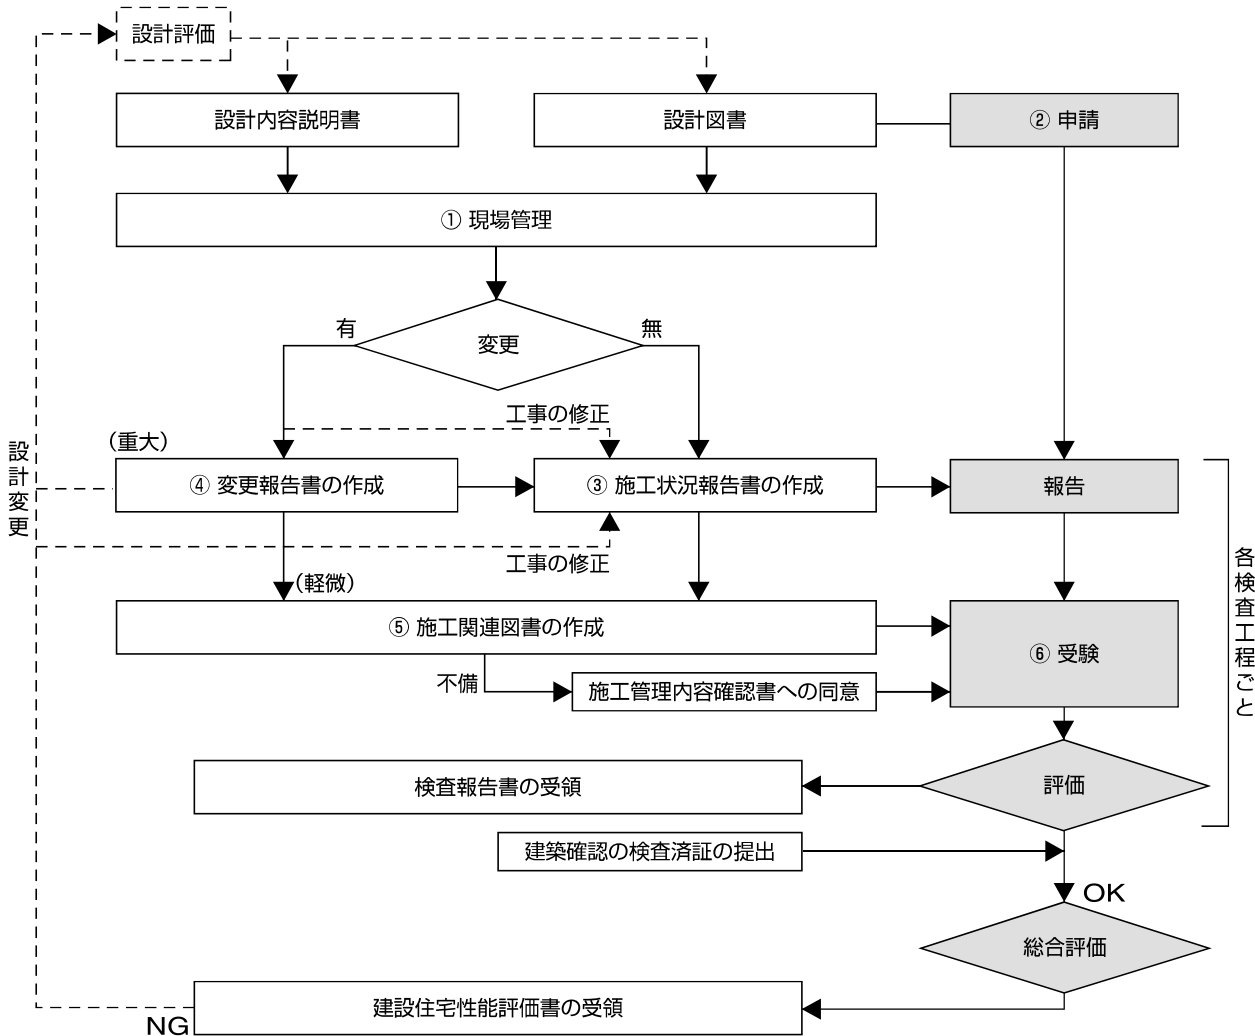 設計評価
設計内容説明書
設計図書
② 申請
① 現場管理
変更
有
無
工事の修正
(重大)
④ 変更報告書の作成
③ 施工状況報告書の作成
報告
設計変更
工事の修正
(軽微)
各検査工程ごと
⑤ 施工関連図書の作成
⑥ 受験
不備
施工管理内容確認書への同意
検査報告書の受領
評価
建築確認の検査済証の提出
OK
総合評価
建設住宅性能評価書の受領
NG